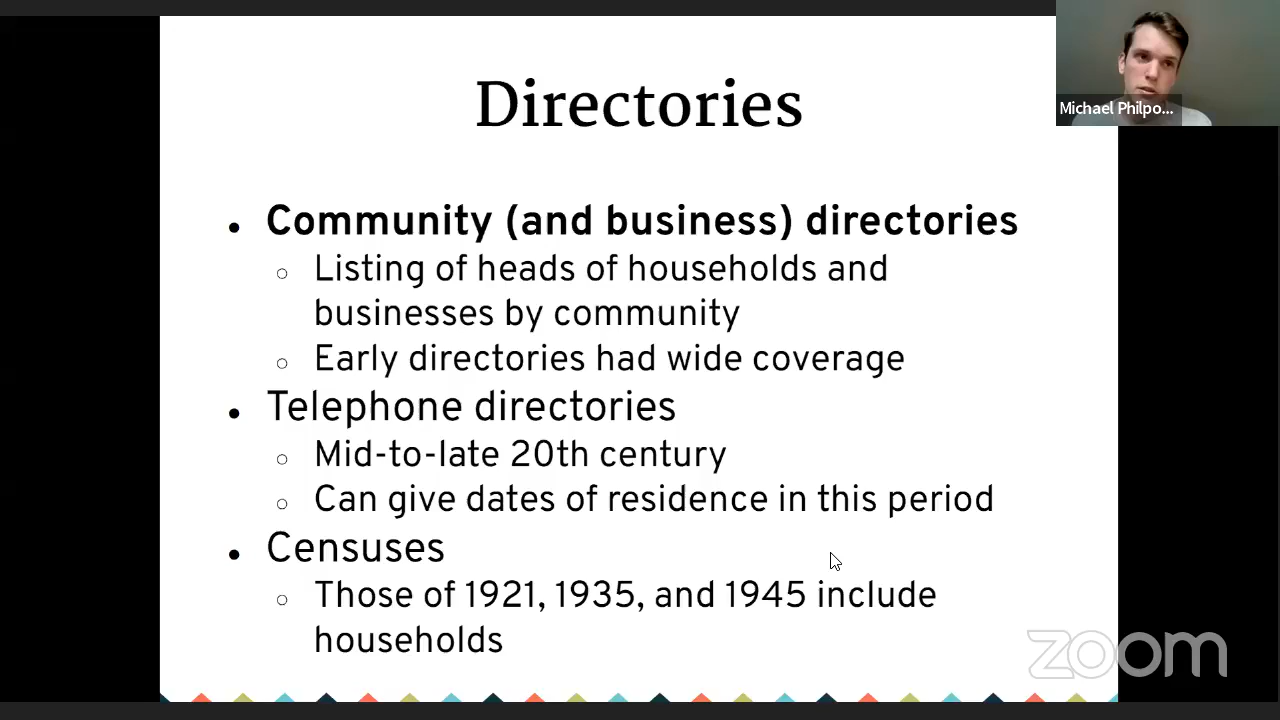 Directories
Michael Philpo...
• Community (and business) directories
○ Listing of heads of households and
businesses by community
○ Early directories had wide coverage
• Telephone directories
○ Mid-to-late 20th century
○ Can give dates of residence in this period
• Censuses
○ Those of 1921, 1935, and 1945 include
households
zoom